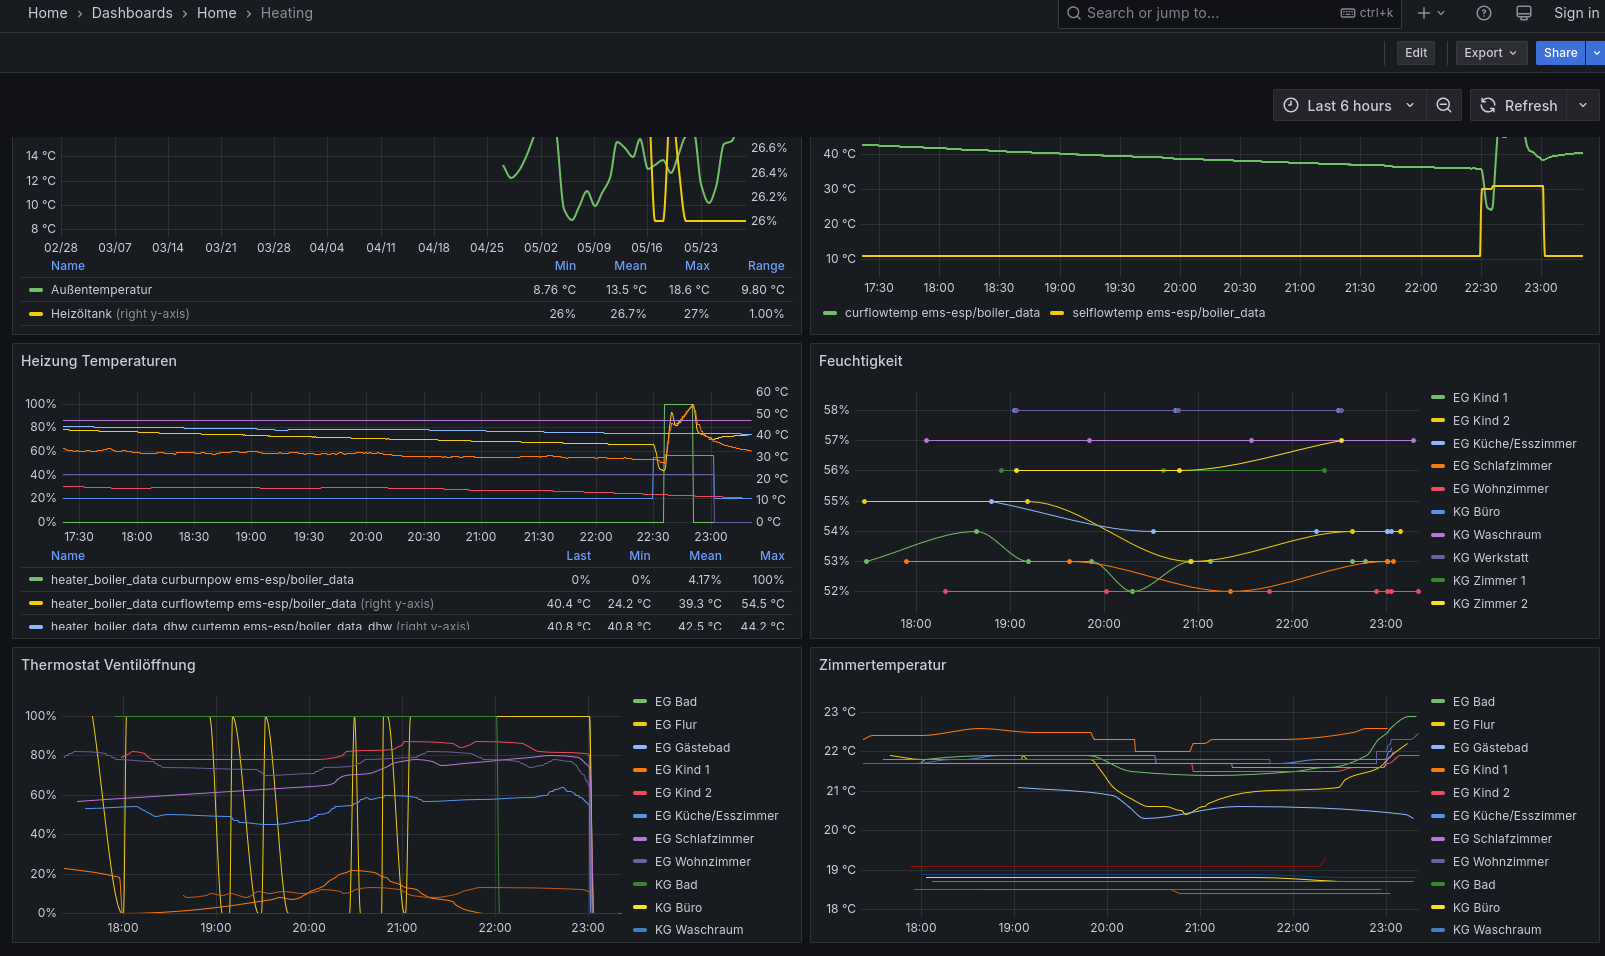 Home > Dashboards > Home > Heating
Search or jump to... ctrl+k
Sign in
Edit Export Share
Last 6 hours Refresh
14 °C
12 °C
10 °C
8 °C
26.6%
26.4%
26.2%
26%
02/28 03/07 03/14 03/21 03/28 04/04 04/11 04/18 04/25 05/02 05/09 05/16 05/23
Name Min Mean Max Range
Außentemperatur 8.76 °C 13.5 °C 18.6 °C 9.80 °C
Heizöltank (right y-axis) 26% 26.7% 27% 1.00%
40 °C
30 °C
20 °C
10 °C
17:30 18:00 18:30 19:00 19:30 20:00 20:30 21:00 21:30 22:00 22:30 23:00
curflowtemp ems-esp/boiler_data selflowtemp ems-esp/boiler_data
Heizung Temperaturen
100%
80%
60%
40%
20%
0%
60 °C
50 °C
40 °C
30 °C
20 °C
10 °C
0 °C
17:30 18:00 18:30 19:00 19:30 20:00 20:30 21:00 21:30 22:00 22:30 23:00
Name Last Min Mean Max
heater_boiler_data curburnpow ems-esp/boiler_data 0% 0% 4.17% 100%
heater_boiler_data curflowtemp ems-esp/boiler_data (right y-axis) 40.4 °C 24.2 °C 39.3 °C 54.5 °C
heater_boiler_data_dhw curtemp ems-esp/boiler_data_dhw (right y-axis) 40.8 °C 40.8 °C 42.5 °C 44.2 °C
Feuchtigkeit
58%
57%
56%
55%
54%
53%
52%
18:00 19:00 20:00 21:00 22:00 23:00
EG Kind 1
EG Kind 2
EG Küche/Esszimmer
EG Schlafzimmer
EG Wohnzimmer
KG Büro
KG Waschraum
KG Werkstatt
KG Zimmer 1
KG Zimmer 2
Thermostat Ventilöffnung
100%
80%
60%
40%
20%
0%
18:00 19:00 20:00 21:00 22:00 23:00
EG Bad
EG Flur
EG Gästebad
EG Kind 1
EG Kind 2
EG Küche/Esszimmer
EG Schlafzimmer
EG Wohnzimmer
KG Bad
KG Büro
KG Waschraum
Zimmertemperatur
23 °C
22 °C
21 °C
20 °C
19 °C
18 °C
18:00 19:00 20:00 21:00 22:00 23:00
EG Bad
EG Flur
EG Gästebad
EG Kind 1
EG Kind 2
EG Küche/Esszimmer
EG Schlafzimmer
EG Wohnzimmer
KG Bad
KG Büro
KG Waschraum